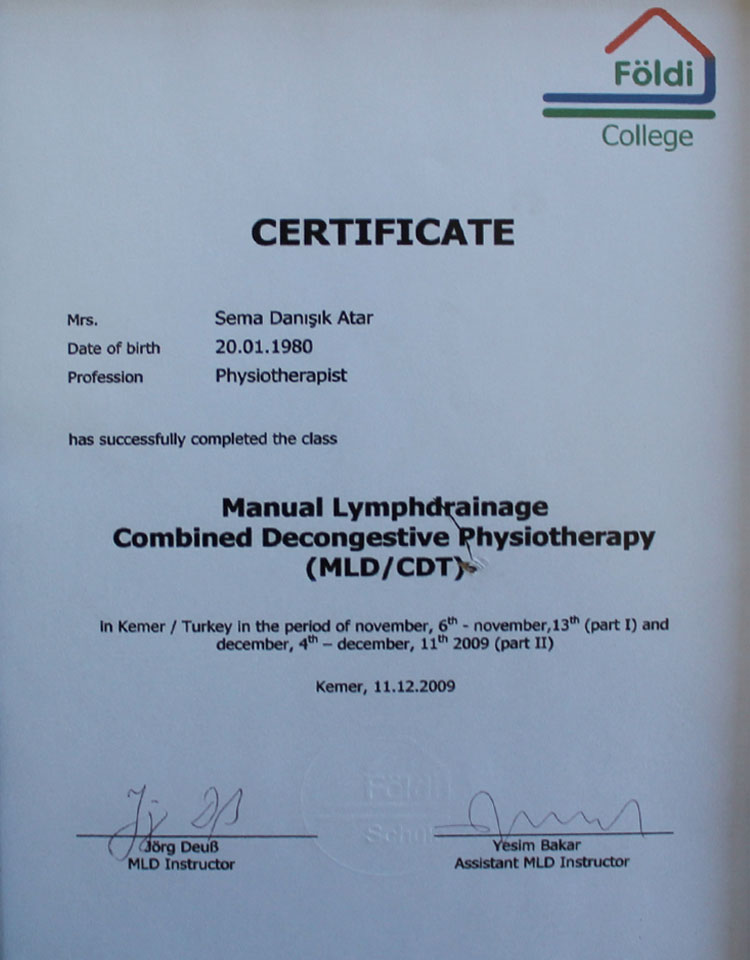 Földi
College
CERTIFICATE
Mrs. Sema Danışık Atar
Date of birth 20.01.1980
Profession Physiotherapist
has successfully completed the class
Manual Lymphdrainage
Combined Decongestive Physiotherapy
(MLD/CDT)
In Kemer / Turkey in the period of november, 6th - november,13th (part I) and
december, 4th – december, 11th 2009 (part II)
Kemer, 11.12.2009
Földi
Schule
Jörg Deuß
MLD Instructor
Yesim Bakar
Assistant MLD Instructor